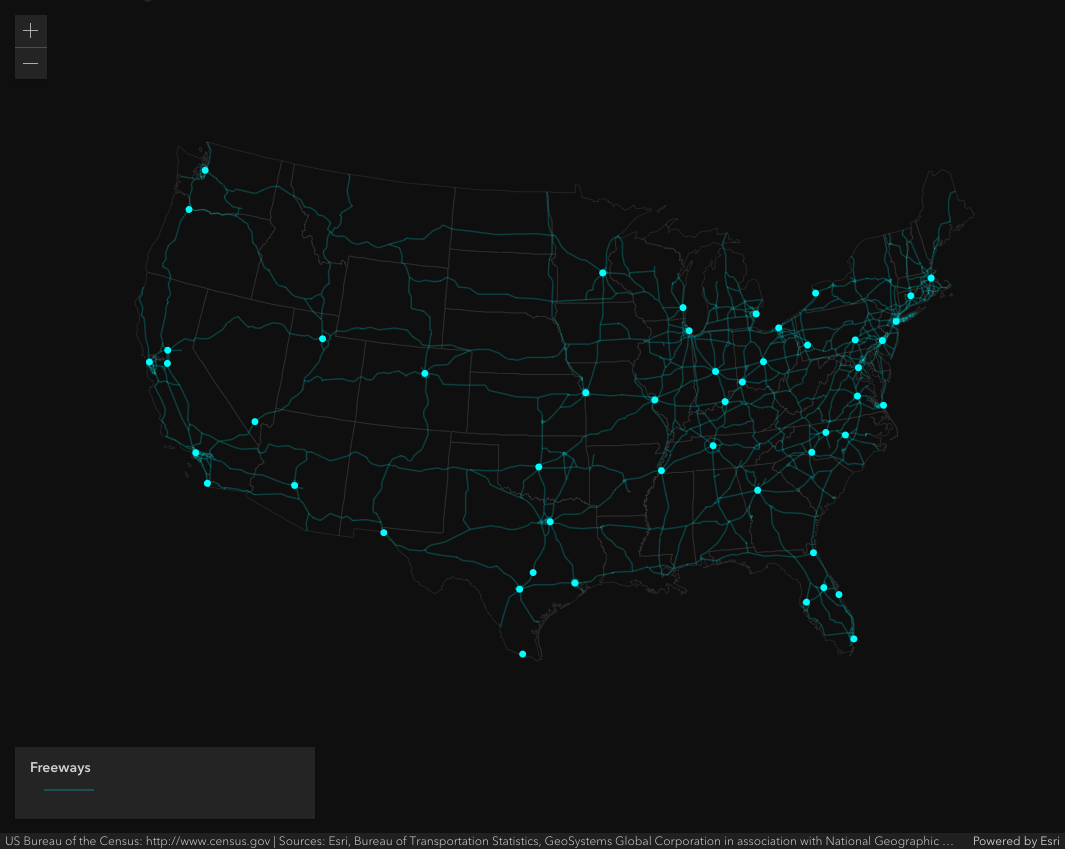 Freeways
US Bureau of the Census: http://www.census.gov | Sources: Esri, Bureau of Transportation Statistics, GeoSystems Global Corporation in association with National Geographic ... Powered by Esri